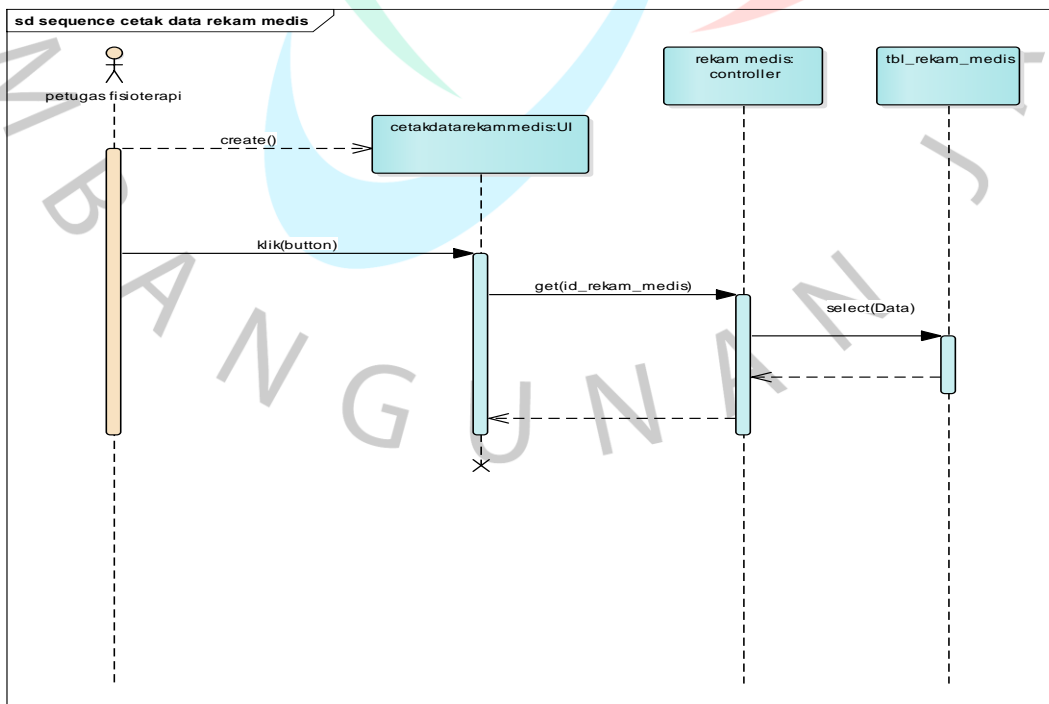 sd sequence cetak data rekam medis
petugas fisioterapi
cetakdatarekammedis:UI
rekam medis:
controller
tbl_rekam_medis
create()
klik(button)
get(id_rekam_medis)
select(Data)
M B A N G U N A N J